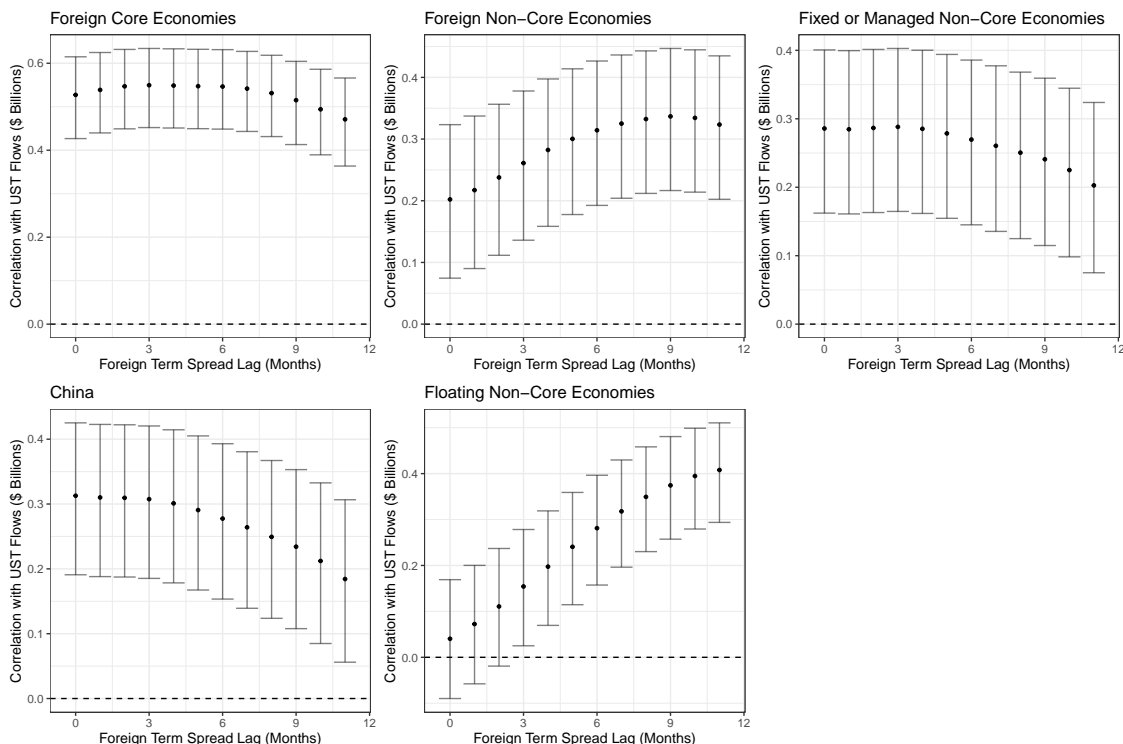 Foreign Core Economies
Correlation with UST Flows ($ Billions)
0.6
0.4
0.2
0.0
0 3 6 9 12
Foreign Term Spread Lag (Months)
Foreign Non−Core Economies
Correlation with UST Flows ($ Billions)
0.4
0.3
0.2
0.1
0.0
0 3 6 9 12
Foreign Term Spread Lag (Months)
Fixed or Managed Non−Core Economies
Correlation with UST Flows ($ Billions)
0.4
0.3
0.2
0.1
0.0
0 3 6 9 12
Foreign Term Spread Lag (Months)
China
Correlation with UST Flows ($ Billions)
0.4
0.3
0.2
0.1
0.0
0 3 6 9 12
Foreign Term Spread Lag (Months)
Floating Non−Core Economies
Correlation with UST Flows ($ Billions)
0.4
0.2
0.0
0 3 6 9 12
Foreign Term Spread Lag (Months)